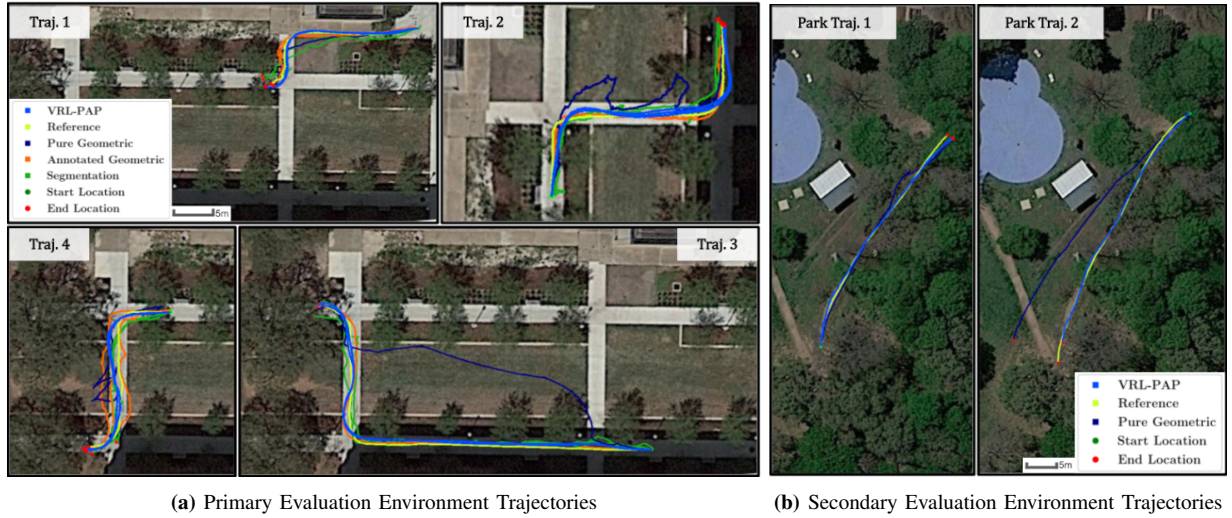 Traj. 1
VRL-PAP
Reference
Pure Geometric
Annotated Geometric
Segmentation
Start Location
End Location
5m
Traj. 2
Traj. 4
Traj. 3
(a) Primary Evaluation Environment Trajectories
Park Traj. 1
Park Traj. 2
VRL-PAP
Reference
Pure Geometric
Start Location
End Location
5m
(b) Secondary Evaluation Environment Trajectories